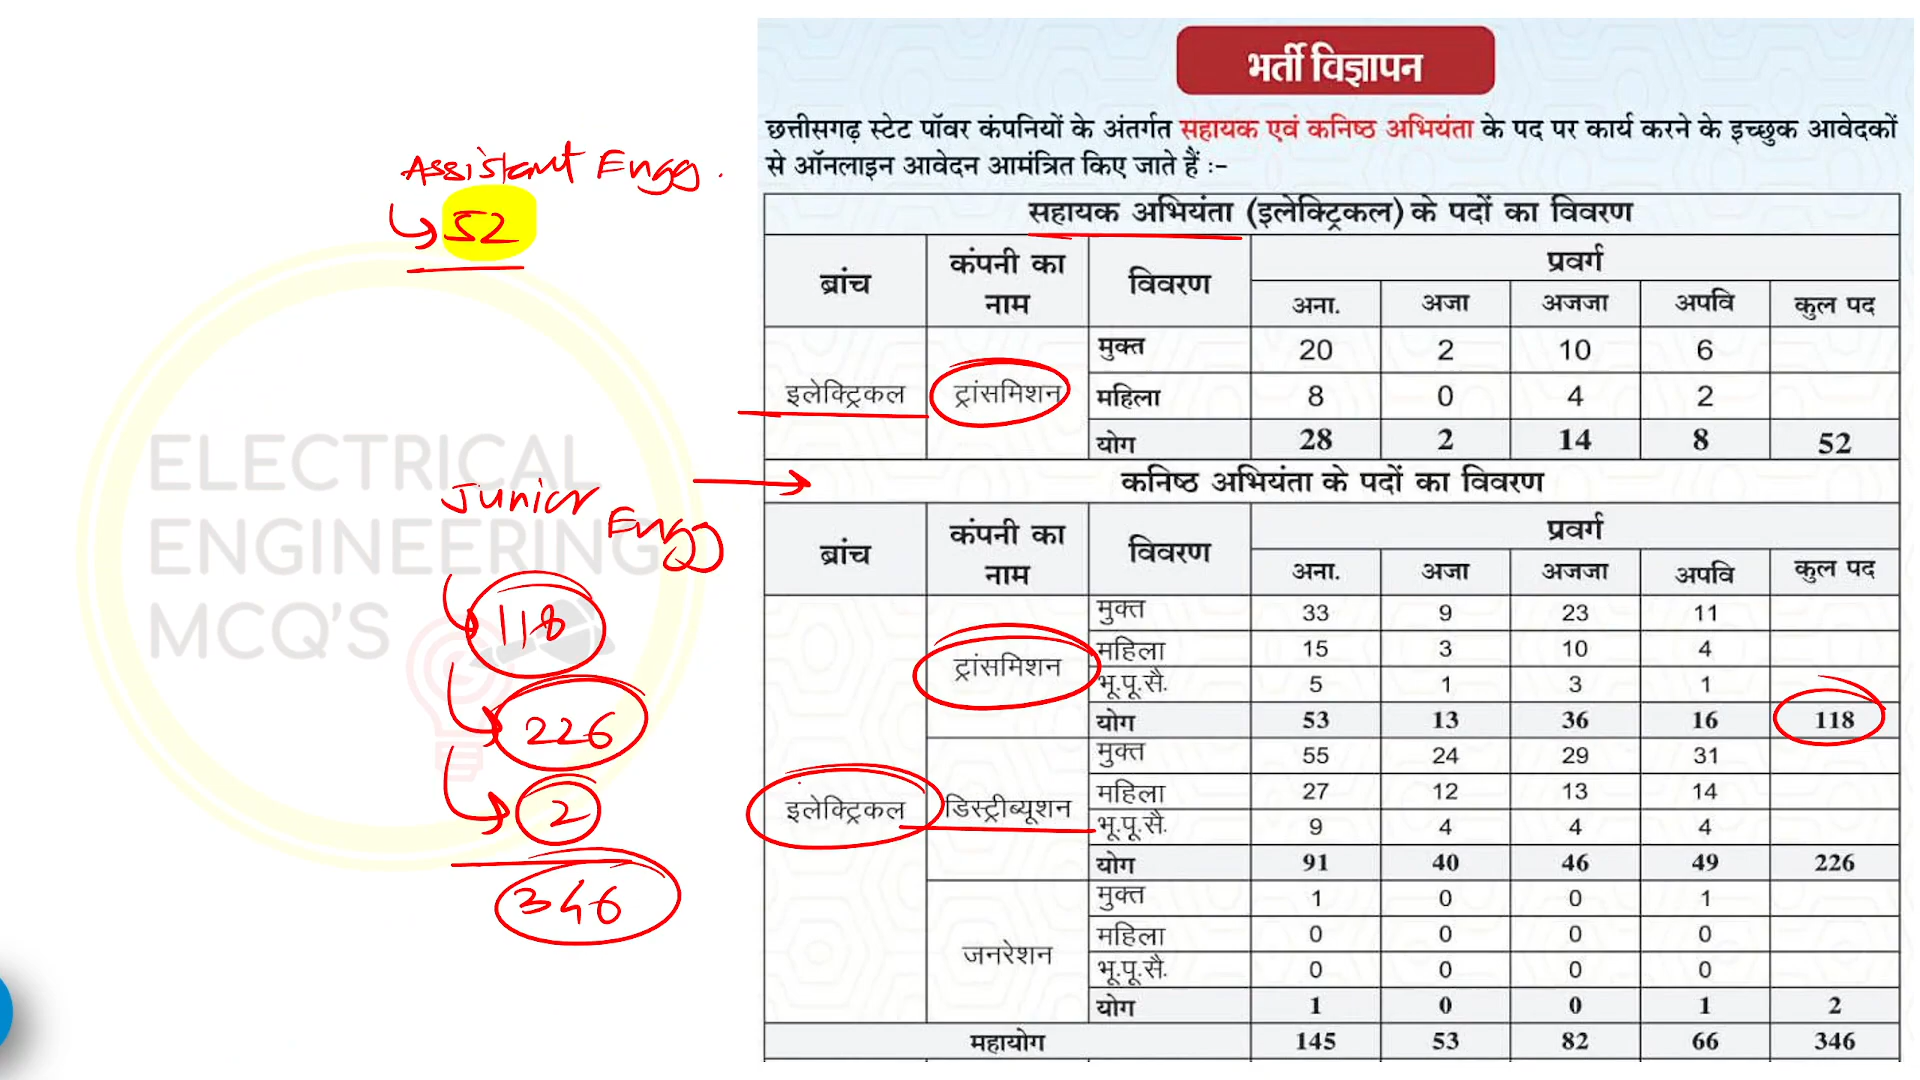 Assistant Engg.
52
ELECTRICAL
ENGINEERING
MCQ'S
Junior Engg
118
226
2
346
भर्ती विज्ञापन
छत्तीसगढ़ स्टेट पॉवर कंपनियों के अंतर्गत सहायक एवं कनिष्ठ अभियंता के पद पर कार्य करने के इच्छुक आवेदकों
से ऑनलाइन आवेदन आमंत्रित किए जाते हैं :-
सहायक अभियंता (इलेक्ट्रिकल) के पदों का विवरण
ब्रांच कंपनी का नाम विवरण प्रवर्ग
अना. अजा अजजा अपवि कुल पद
मुक्त 20 2 10 6
इलेक्ट्रिकल ट्रांसमिशन महिला 8 0 4 2
योग 28 2 14 8 52
कनिष्ठ अभियंता के पदों का विवरण
ब्रांच कंपनी का नाम विवरण प्रवर्ग
अना. अजा अजजा अपवि कुल पद
मुक्त 33 9 23 11
ट्रांसमिशन महिला 15 3 10 4
भू.पू.सै. 5 1 3 1
योग 53 13 36 16 118
मुक्त 55 24 29 31
इलेक्ट्रिकल डिस्ट्रीब्यूशन महिला 27 12 13 14
भू.पू.सै. 9 4 4 4
योग 91 40 46 49 226
मुक्त 1 0 0 1
जनरेशन महिला 0 0 0 0
भू.पू.सै. 0 0 0 0
योग 1 0 0 1 2
महायोग 145 53 82 66 346